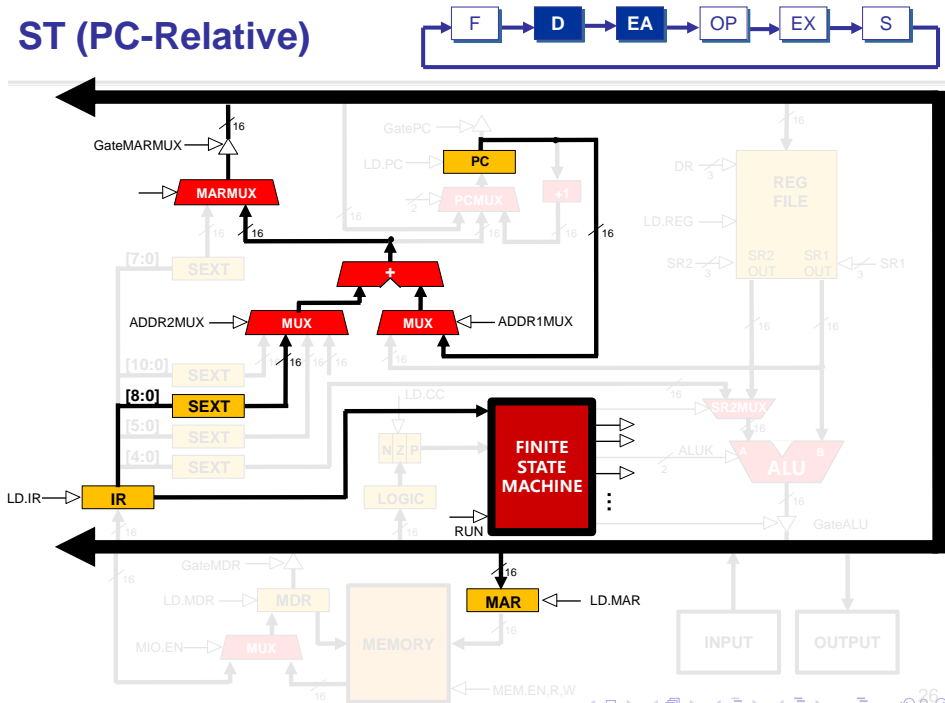 ST (PC-Relative)
F D EA OP EX S
16
GateMARMUX
MARMUX
16
16
[7:0]
SEXT
GatePC
LD.PC
PC
PCMUX
2
+1
16
16
16
16
16
DR
3
LD.REG
REG
FILE
SR2
OUT
SR1
OUT
SR2
3
3
SR1
+
ADDR2MUX
MUX
MUX
ADDR1MUX
16
16
16
16
16
16
16
[10:0]
SEXT
[8:0]
SEXT
[5:0]
SEXT
[4:0]
SEXT
LD.CC
N Z P
LOGIC
16
SR2MUX
16
ALUK
2
A
B
ALU
16
GateALU
FINITE
STATE
MACHINE
⋮
RUN
LD.IR
IR
16
16
GateMDR
16
16
LD.MDR
MDR
MAR
LD.MAR
MIO.EN
MUX
MEMORY
16
16
INPUT
OUTPUT
MEM.EN,R,W
26